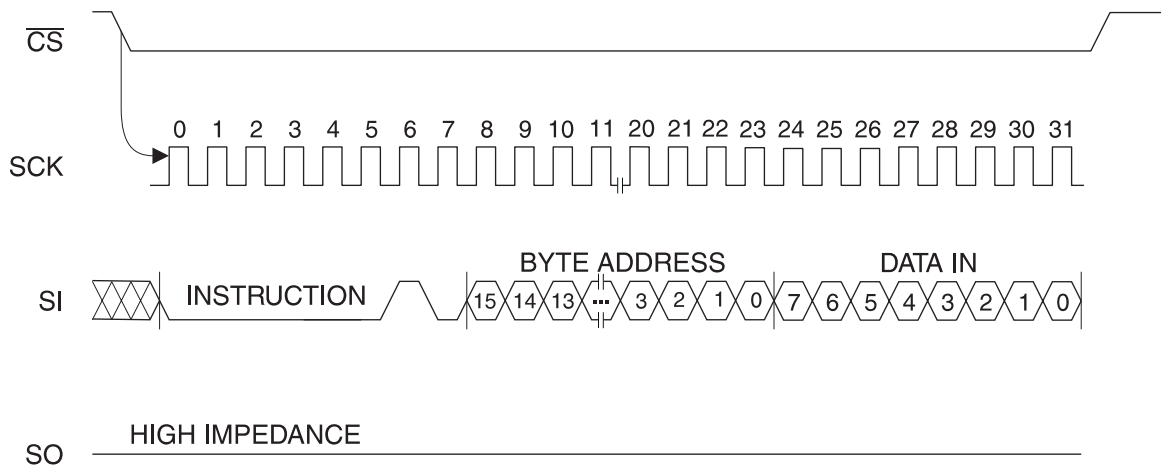 CS
0 1 2 3 4 5 6 7 8 9 10 11 20 21 22 23 24 25 26 27 28 29 30 31
SCK
BYTE ADDRESS DATA IN
SI INSTRUCTION 15 14 13 ... 3 2 1 0 7 6 5 4 3 2 1 0
HIGH IMPEDANCE
SO